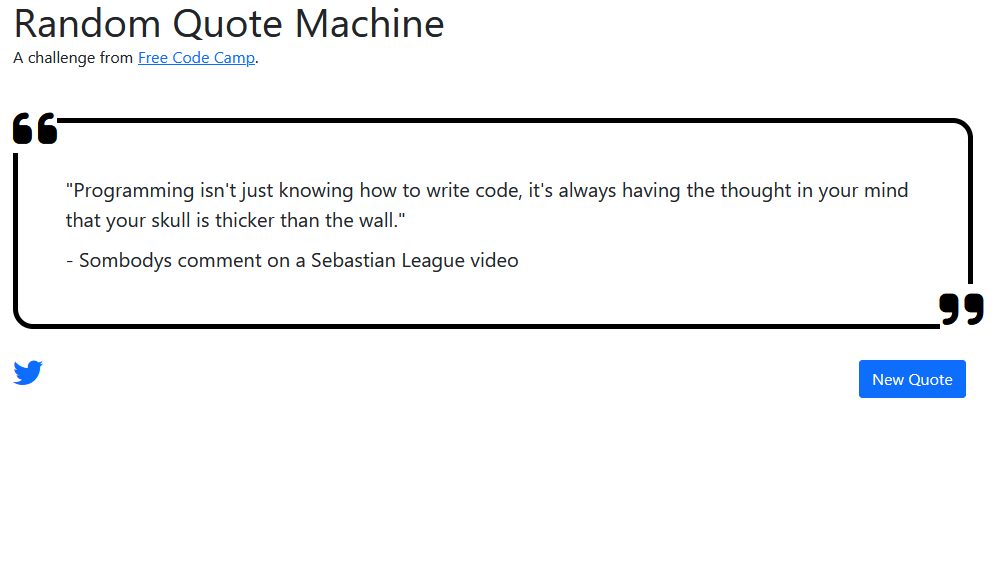 Random Quote Machine
A challenge from Free Code Camp.
"Programming isn't just knowing how to write code, it's always having the thought in your mind
that your skull is thicker than the wall."
- Sombodys comment on a Sebastian League video
New Quote